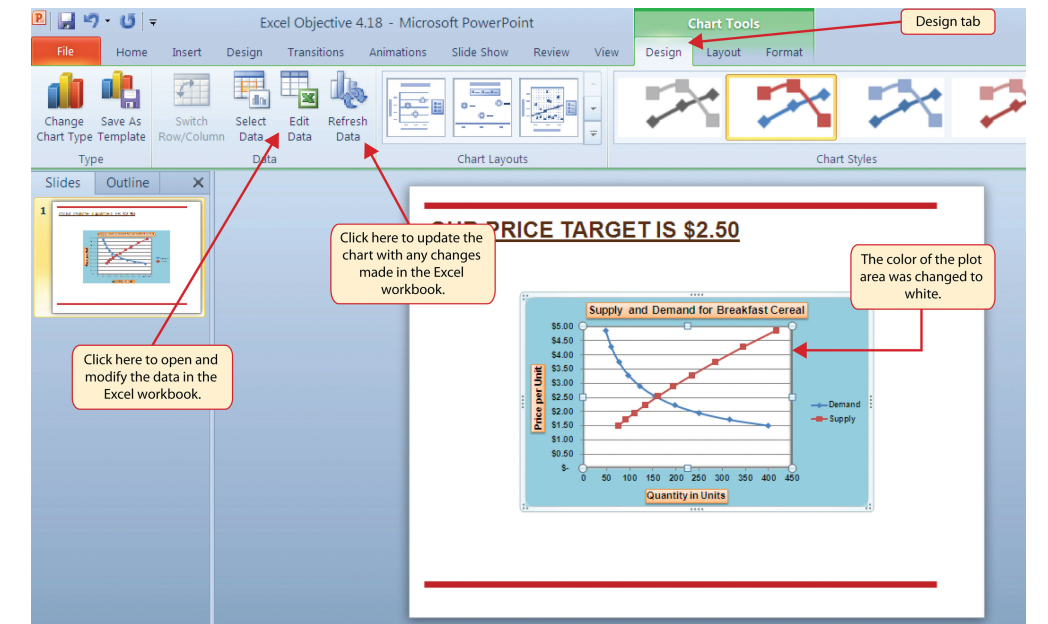 Excel Objective 4.18 - Microsoft PowerPoint
Chart Tools
Design tab
File Home Insert Design Transitions Animations Slide Show Review View Design Layout Format
Change Chart Type
Save As Template
Switch Row/Column
Select Data
Edit Data
Refresh Data
Type
Data
Chart Layouts
Chart Styles
Slides Outline
1
PRICE TARGET IS $2.50
Click here to update the
chart with any changes
made in the Excel
workbook.
The color of the plot
area was changed to
white.
Click here to open and
modify the data in the
Excel workbook.
Supply and Demand for Breakfast Cereal
Price per Unit
$5.00
$4.50
$4.00
$3.50
$3.00
$2.50
$2.00
$1.50
$1.00
$0.50
$-
0 50 100 150 200 250 300 350 400 450
Quantity in Units
Demand
Supply